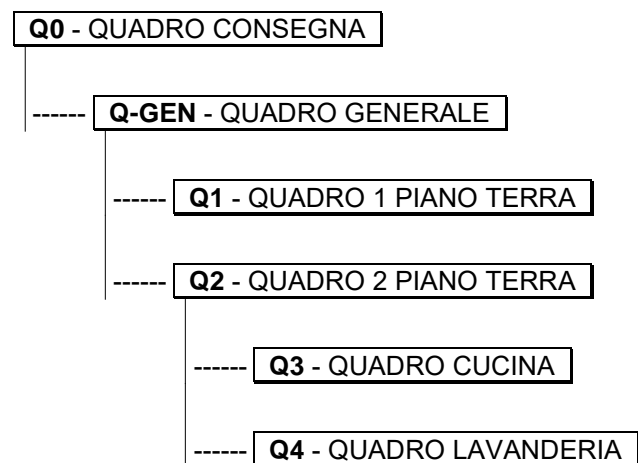 Q0 - QUADRO CONSEGNA
------ Q-GEN - QUADRO GENERALE
------ Q1 - QUADRO 1 PIANO TERRA
------ Q2 - QUADRO 2 PIANO TERRA
------ Q3 - QUADRO CUCINA
------ Q4 - QUADRO LAVANDERIA